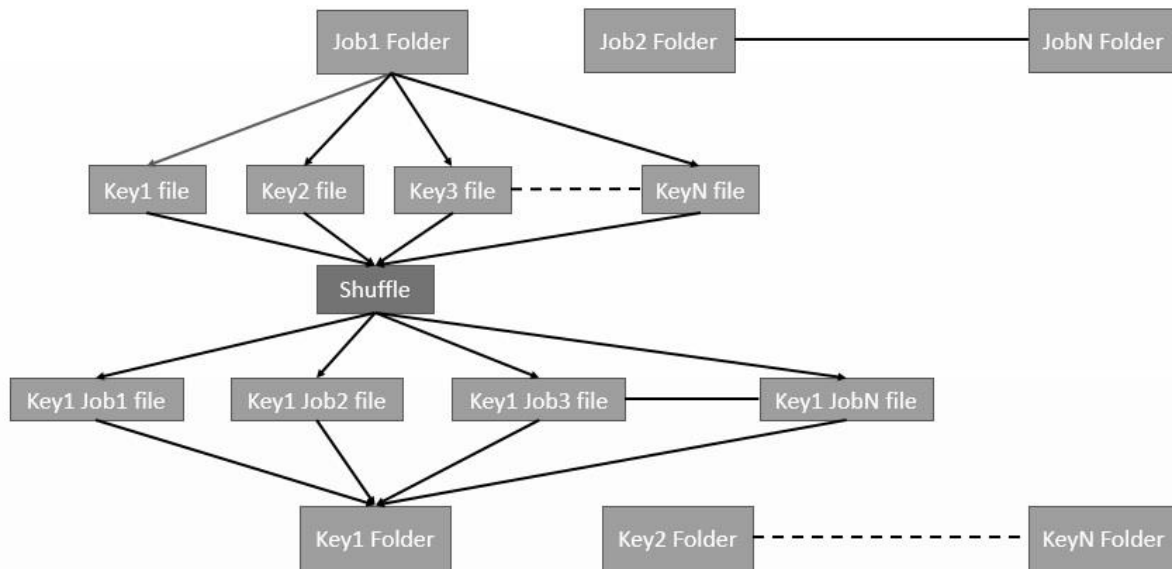 Job1 Folder
Job2 Folder
JobN Folder
Key1 file
Key2 file
Key3 file
KeyN file
Shuffle
Key1 Job1 file
Key1 Job2 file
Key1 Job3 file
Key1 JobN file
Key1 Folder
Key2 Folder
KeyN Folder